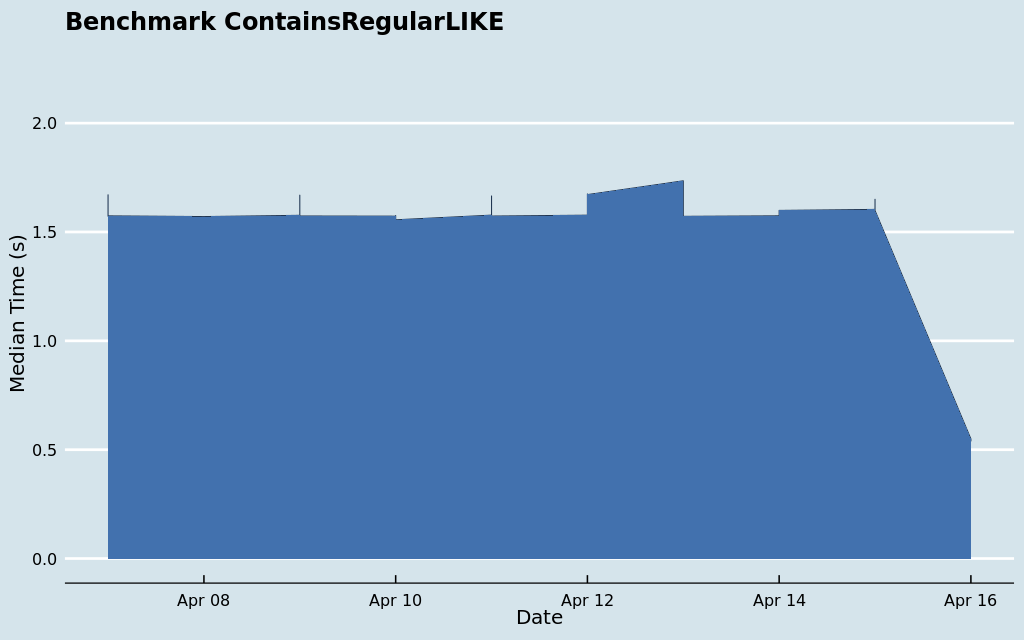 Benchmark ContainsRegularLIKE
2.0
1.5
1.0
0.5
0.0
Median Time (s)
Apr 08 Apr 10 Apr 12 Apr 14 Apr 16
Date